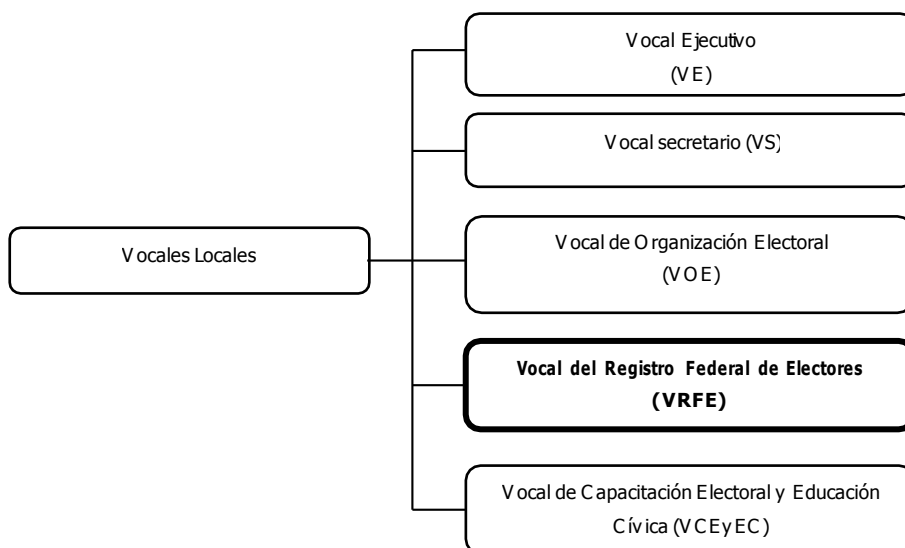 Vocal Ejecutivo
(VE)
Vocal secretario (VS)
Vocales Locales
Vocal de Organización Electoral
(VOE)
Vocal del Registro Federal de Electores
(VRFE)
Vocal de Capacitación Electoral y Educación
Cívica (VCEyEC)